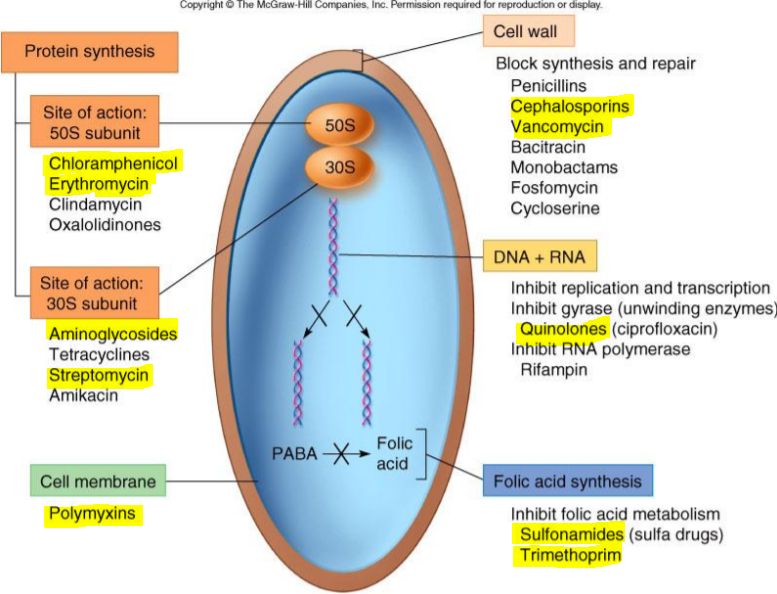 Copyright © The McGraw-Hill Companies, Inc. Permission required for reproduction or display.
Protein synthesis
Site of action:
50S subunit
Chloramphenicol
Erythromycin
Clindamycin
Oxalolidinones
Site of action:
30S subunit
Aminoglycosides
Tetracyclines
Streptomycin
Amikacin
Cell membrane
Polymyxins
50S
30S
PABA
Folic
acid
Cell wall
Block synthesis and repair
Penicillins
Cephalosporins
Vancomycin
Bacitracin
Monobactams
Fosfomycin
Cycloserine
DNA + RNA
Inhibit replication and transcription
Inhibit gyrase (unwinding enzymes)
Quinolones (ciprofloxacin)
Inhibit RNA polymerase
Rifampin
Folic acid synthesis
Inhibit folic acid metabolism
Sulfonamides (sulfa drugs)
Trimethoprim